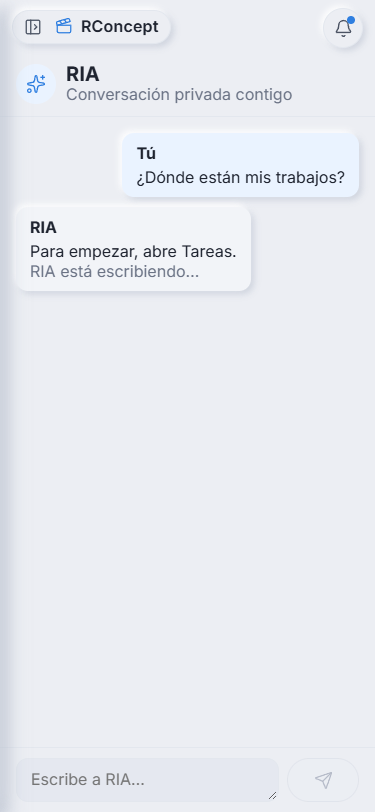 RConcept
RIA
Conversación privada contigo
Tú
¿Dónde están mis trabajos?
RIA
Para empezar, abre Tareas.
RIA está escribiendo...
Escribe a RIA...